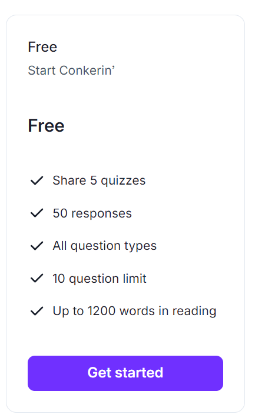 Free
Start Conkerin’
Free
Share 5 quizzes
50 responses
All question types
10 question limit
Up to 1200 words in reading
Get started